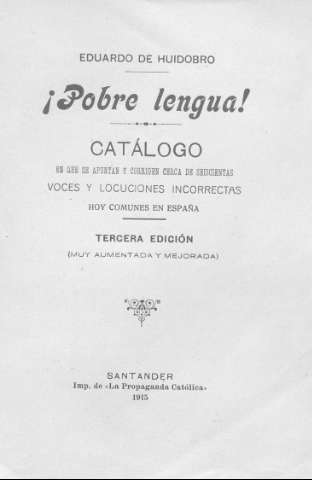 EDUARDO DE HUIDOBRO
¡Pobre lengua!
CATÁLOGO
EN QUE SE APUNTAN Y CORRIGEN CERCA DE SEISCIENTAS
VOCES Y LOCUCIONES INCORRECTAS
HOY COMUNES EN ESPAÑA
TERCERA EDICIÓN
(MUY AUMENTADA Y MEJORADA)
SANTANDER
Imp. de «La Propaganda Católica»
1915